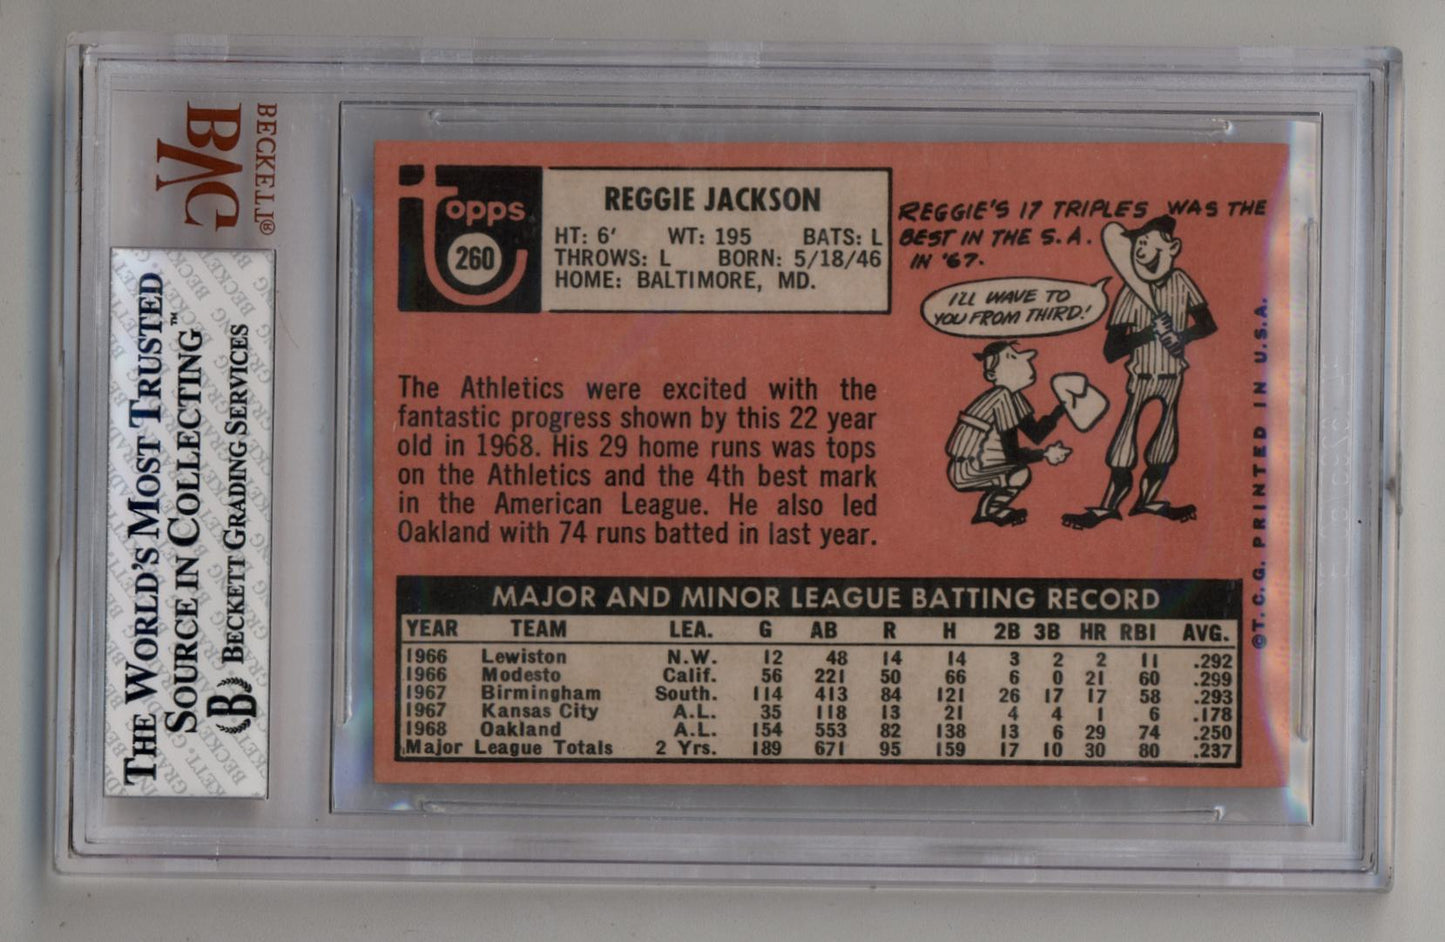 BECKETT®
BVG
THE WORLD'S MOST TRUSTED
SOURCE IN COLLECTING™
B BECKETT GRADING SERVICES
topps
260
REGGIE JACKSON
HT: 6' WT: 195 BATS: L
THROWS: L BORN: 5/18/46
HOME: BALTIMORE, MD.
REGGIE'S 17 TRIPLES WAS THE
BEST IN THE S.A.
IN '67.
I'LL WAVE TO
YOU FROM THIRD!
The Athletics were excited with the
fantastic progress shown by this 22 year
old in 1968. His 29 home runs was tops
on the Athletics and the 4th best mark
in the American League. He also led
Oakland with 74 runs batted in last year.
MAJOR AND MINOR LEAGUE BATTING RECORD
YEAR TEAM LEA. G AB R H 2B 3B HR RBI AVG.
1966 Lewiston N.W. 12 48 14 14 3 2 2 11 .292
1966 Modesto Calif. 56 221 50 66 6 0 21 60 .299
1967 Birmingham South. 114 413 84 121 26 17 17 58 .293
1967 Kansas City A.L. 35 118 13 21 4 4 1 6 .178
1968 Oakland A.L. 154 553 82 138 13 6 29 74 .250
Major League Totals 2 Yrs. 189 671 95 159 17 10 30 80 .237
©T.C.G. PRINTED IN U.S.A.